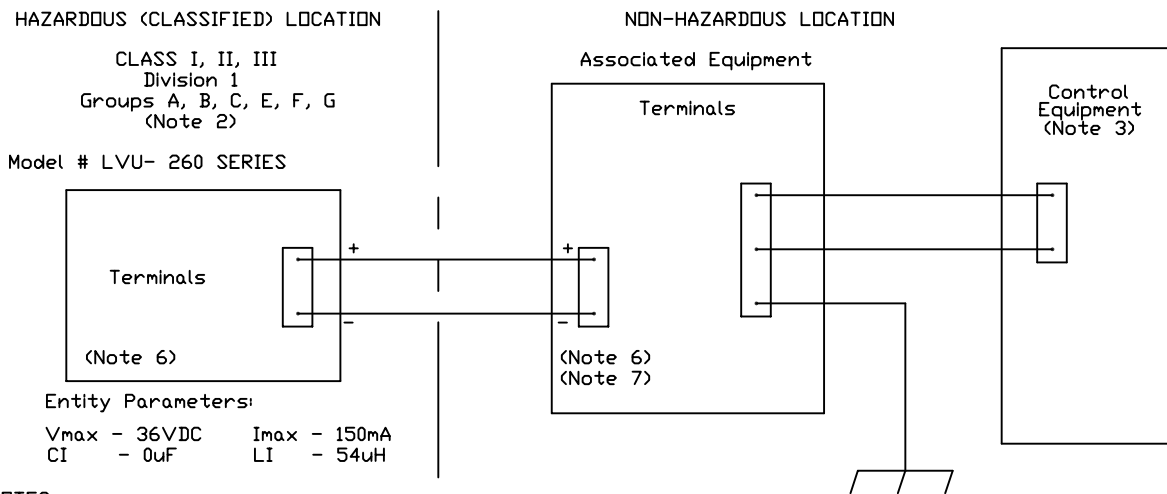 HAZARDOUS (CLASSIFIED) LOCATION
NON-HAZARDOUS LOCATION
CLASS I, II, III
Division 1
Groups A, B, C, E, F, G
(Note 2)
Model # LVU- 260 SERIES
Terminals
+
-
(Note 6)
Entity Parameters:
Vmax - 36VDC Imax - 150mA
CI - 0uF LI - 54uH
Associated Equipment
Terminals
+
-
(Note 6)
(Note 7)
Control
Equipment
(Note 3)